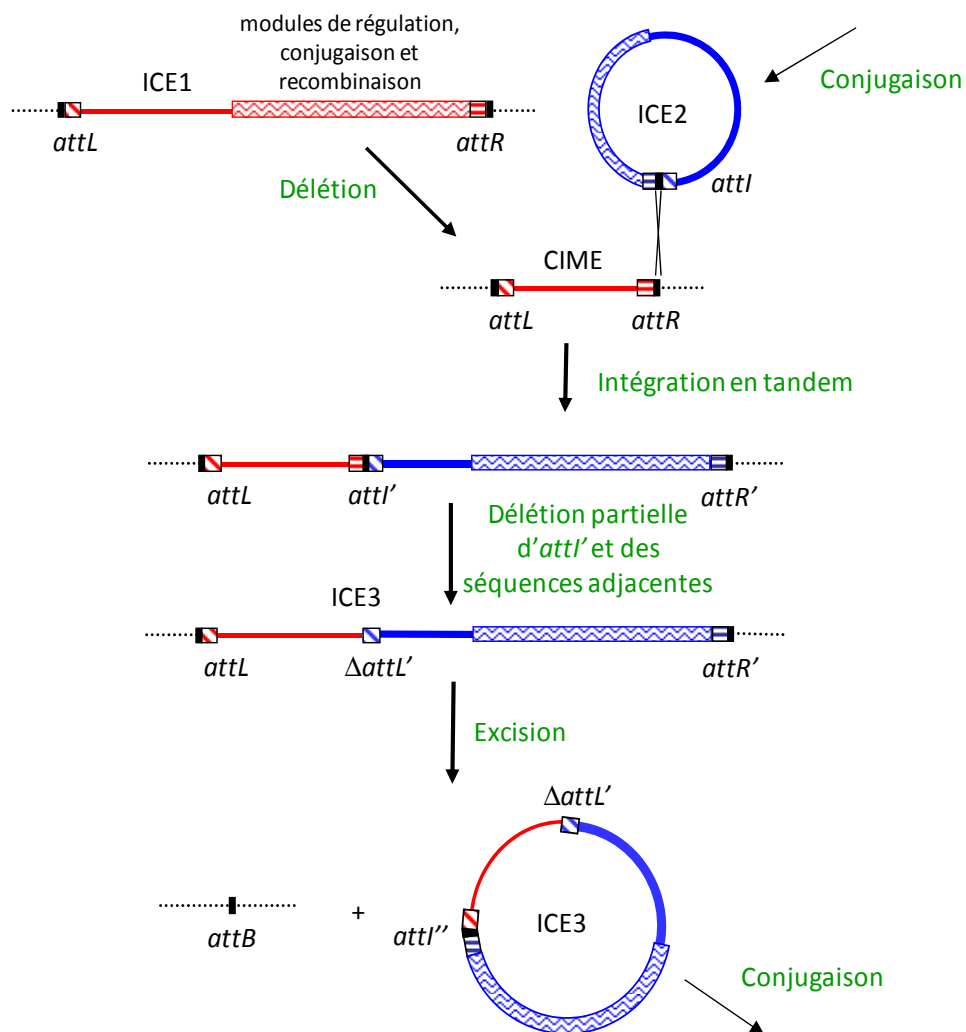 modules de régulation,
conjugaison et
recombinaison
ICE1
attL
attR
Conjugaison
ICE2
attI
Délétion
CIME
attL
attR
Intégration en tandem
attL
attI’
attR’
Délétion partielle
d’attI’ et des
séquences adjacentes
ICE3
attL
ΔattL’
attR’
Excision
ΔattL’
attB
+
attI’’
ICE3
Conjugaison